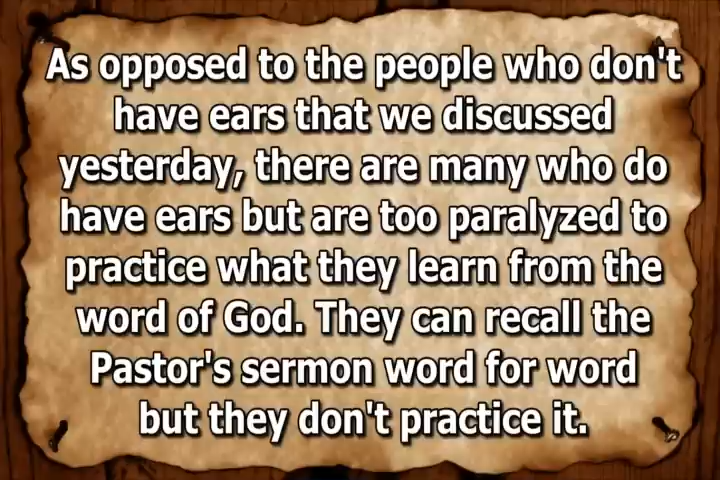 As opposed to the people who don't
have ears that we discussed
yesterday, there are many who do
have ears but are too paralyzed to
practice what they learn from the
word of God. They can recall the
Pastor's sermon word for word
but they don't practice it.